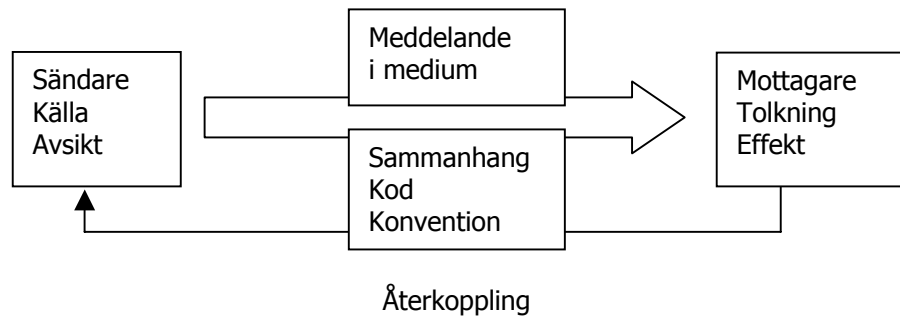 Sändare
Källa
Avsikt
Meddelande
i medium
Sammanhang
Kod
Konvention
Mottagare
Tolkning
Effekt
Återkoppling